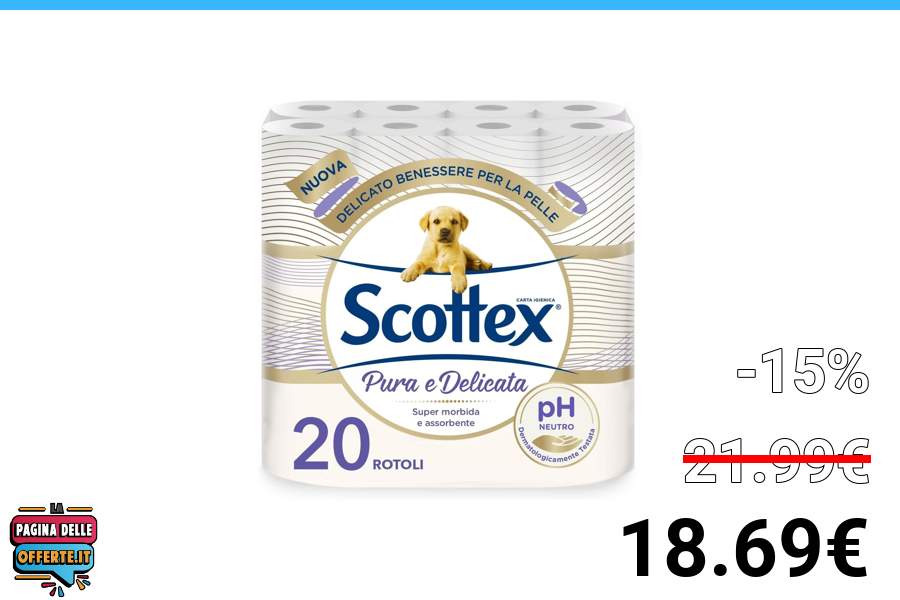 NUOVA
DELICATO BENESSERE PER LA PELLE
CARTA IGIENICA
Scottex®
Pura e Delicata
Super morbida
e assorbente
pH
NEUTRO
Dermatologicamente Testata
20 ROTOLI
-15%
21.99€
18.69€
LA
PAGINA DELLE
OFFERTE.IT